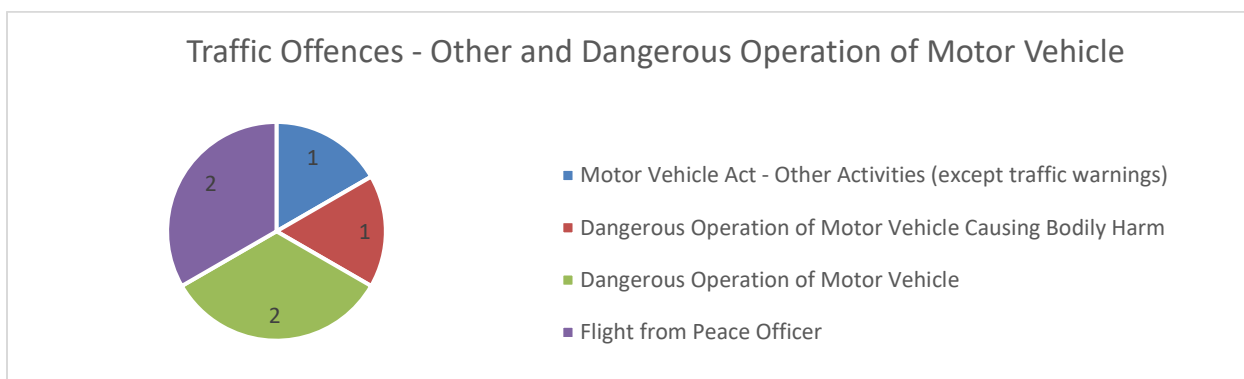 Traffic Offences - Other and Dangerous Operation of Motor Vehicle
1
2
1
2
Motor Vehicle Act - Other Activities (except traffic warnings)
Dangerous Operation of Motor Vehicle Causing Bodily Harm
Dangerous Operation of Motor Vehicle
Flight from Peace Officer